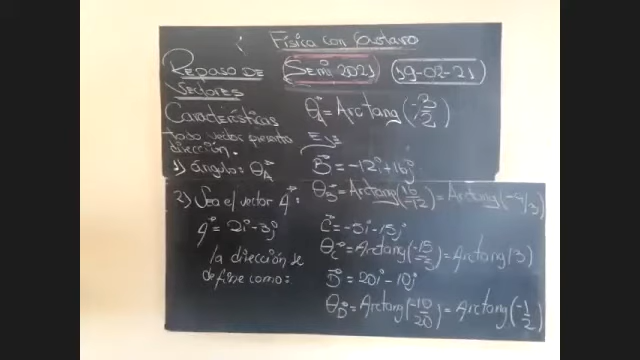 Física con Gustavo
Repaso de
Vectores
Semi 2021
19-02-21
Características
todo vector presenta
dirección.
1) ángulo: θA
2) Sea el vector A:
A = 2i - 3j
la dirección se
define como:
θA = Arctang(-3/2)
Ej:
B = -12i + 16j
θB = Arctang(16/-12) = Arctang(-4/3)
C = -5i - 15j
θC = Arctang(-15/-5) = Arctang(3)
D = 20i - 10j
θD = Arctang(-10/20) = Arctang(-1/2)